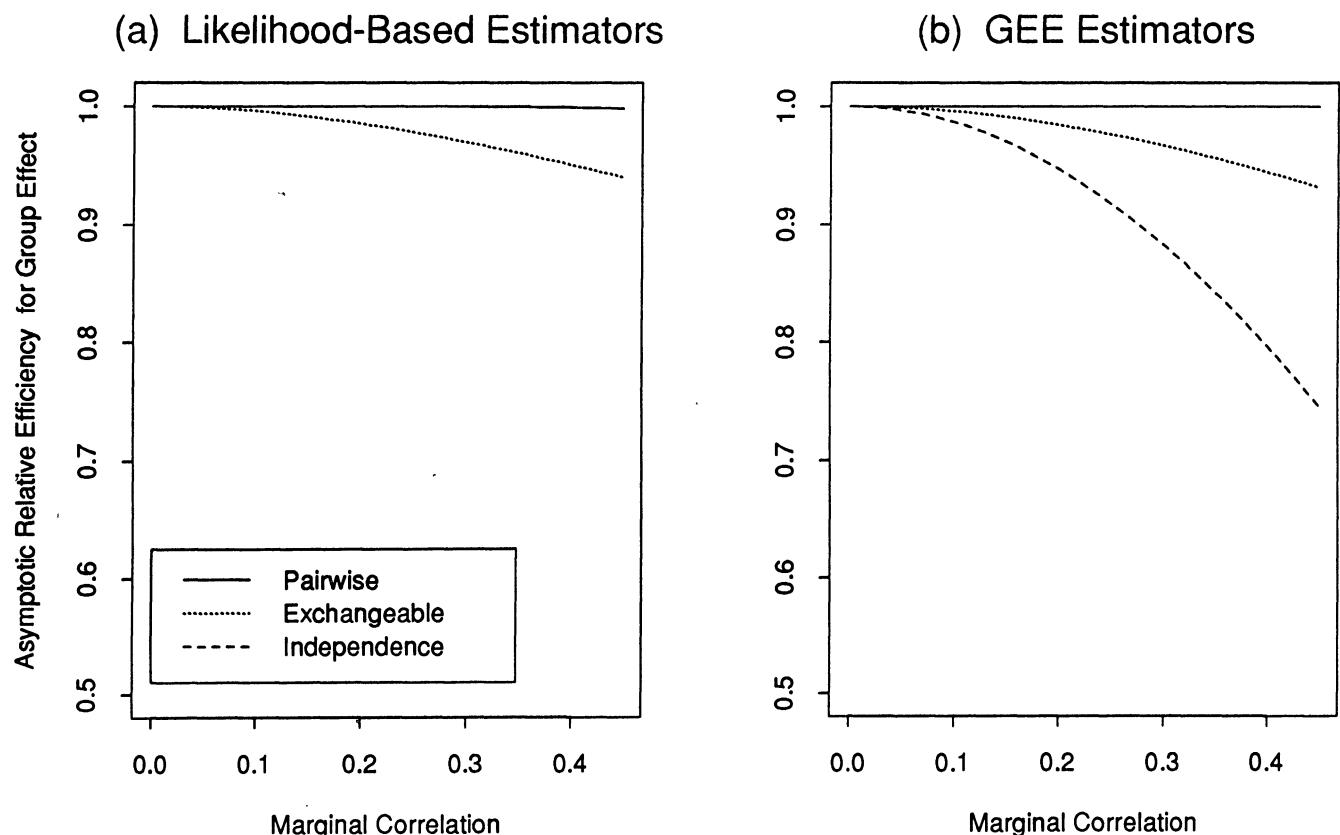 (a) Likelihood-Based Estimators
(b) GEE Estimators
Asymptotic Relative Efficiency for Group Effect
1.0
0.9
0.8
0.7
0.6
0.5
Pairwise
Exchangeable
Independence
0.0 0.1 0.2 0.3 0.4
Marginal Correlation
1.0
0.9
0.8
0.7
0.6
0.5
0.0 0.1 0.2 0.3 0.4
Marginal Correlation